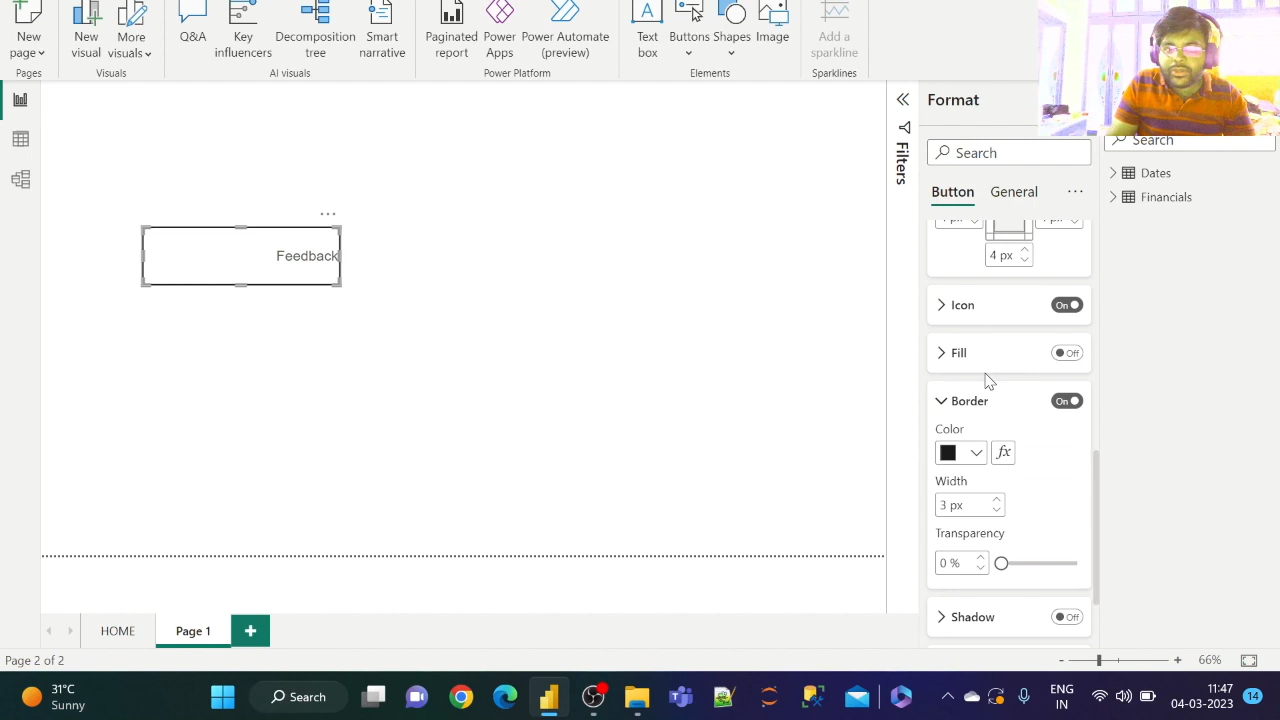 New page
New visual
More visuals
Q&A
Key influencers
Decomposition tree
Smart narrative
Paginated report
Power Apps
Power Automate (preview)
Text box
Buttons
Shapes
Image
Add a sparkline
Pages
Visuals
AI visuals
Power Platform
Elements
Sparklines
Filters
Feedback
Format
Search
Button
General
4 px
Icon
On
Fill
Off
Border
On
Color
fx
Width
3 px
Transparency
0 %
Shadow
Off
Search
Dates
Financials
HOME
Page 1
Page 2 of 2
66%
31°C
Sunny
Search
ENG
IN
11:47
04-03-2023
14